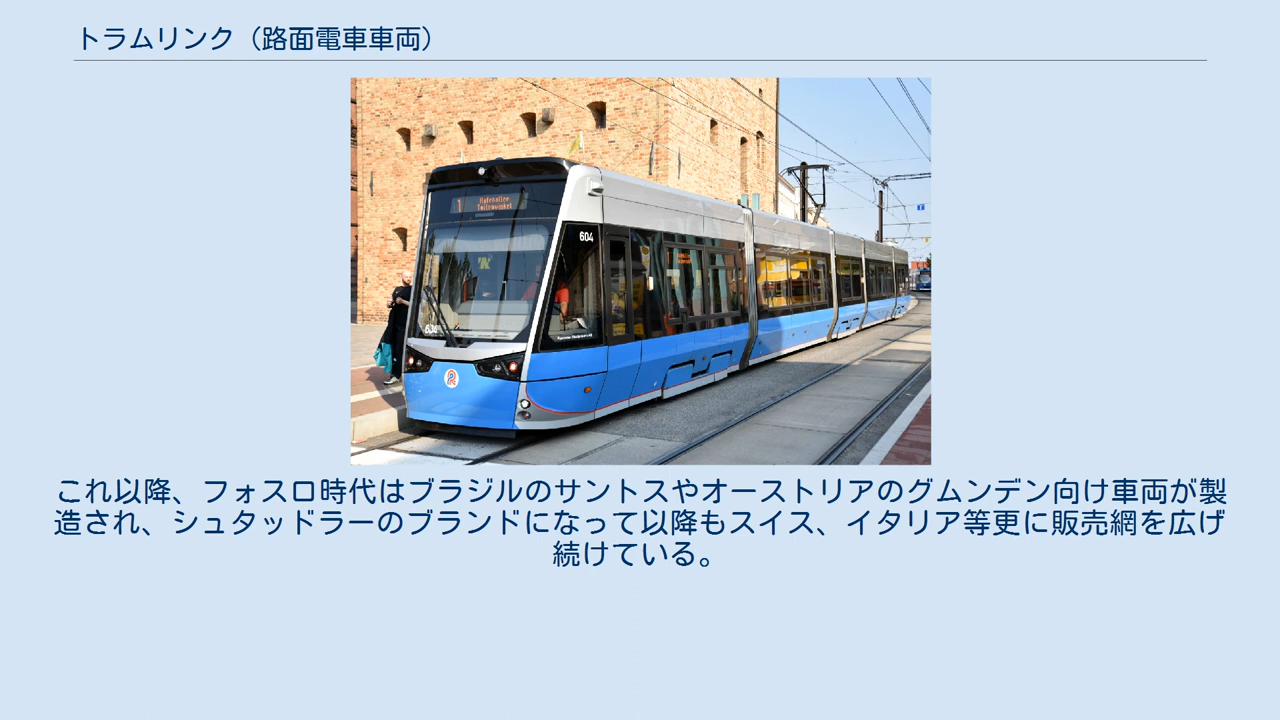 トラムリンク（路面電車車両）
1 Hafenallee
604
604
これ以降、フォスロ時代はブラジルのサントスやオーストリアのグムンデン向け車両が製
造され、シュタッドラーのブランドになって以降もスイス、イタリア等更に販売網を広げ
続けている。